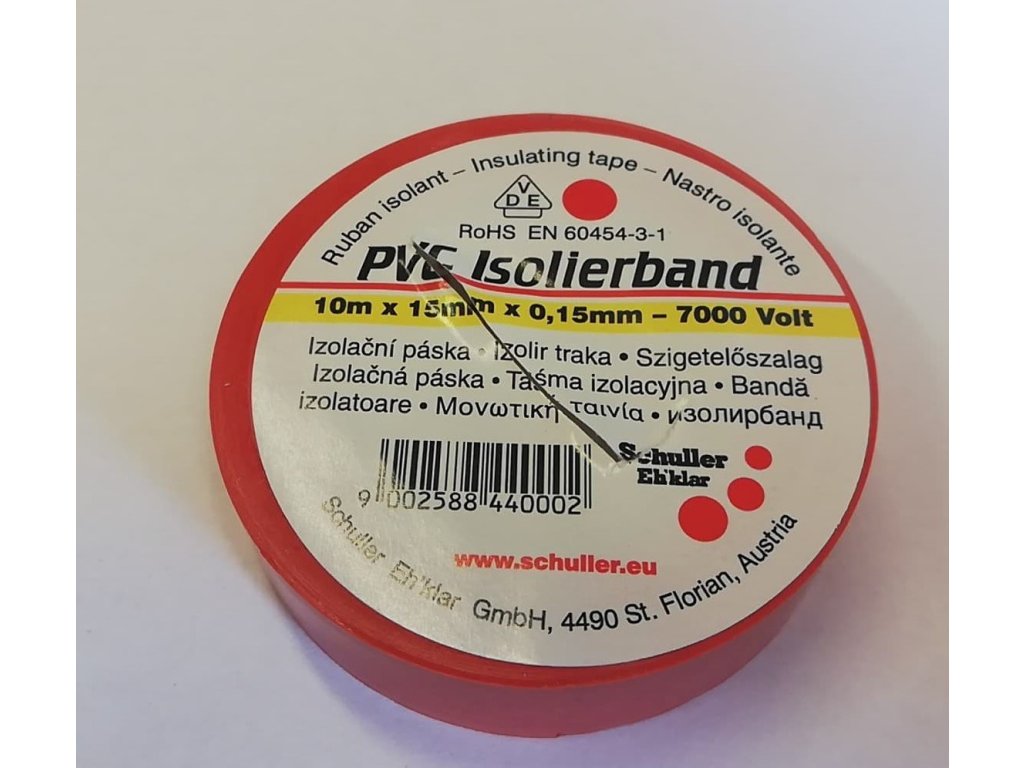 Ruban isolant – Insulating tape – Nastro isolante
VDE
RoHS EN 60454-3-1
PVC Isolierband
10m x 15mm x 0,15mm – 7000 Volt
Izolační páska • Izolir traka • Szigetelőszalag
Izolačná páska • Taśma izolacyjna • Bandă
izolatoare • Μονωτική ταινία • изолирбанд
Schuller
Eh'klar
9 002588 440002
www.schuller.eu
Schuller Eh'klar GmbH, 4490 St. Florian, Austria